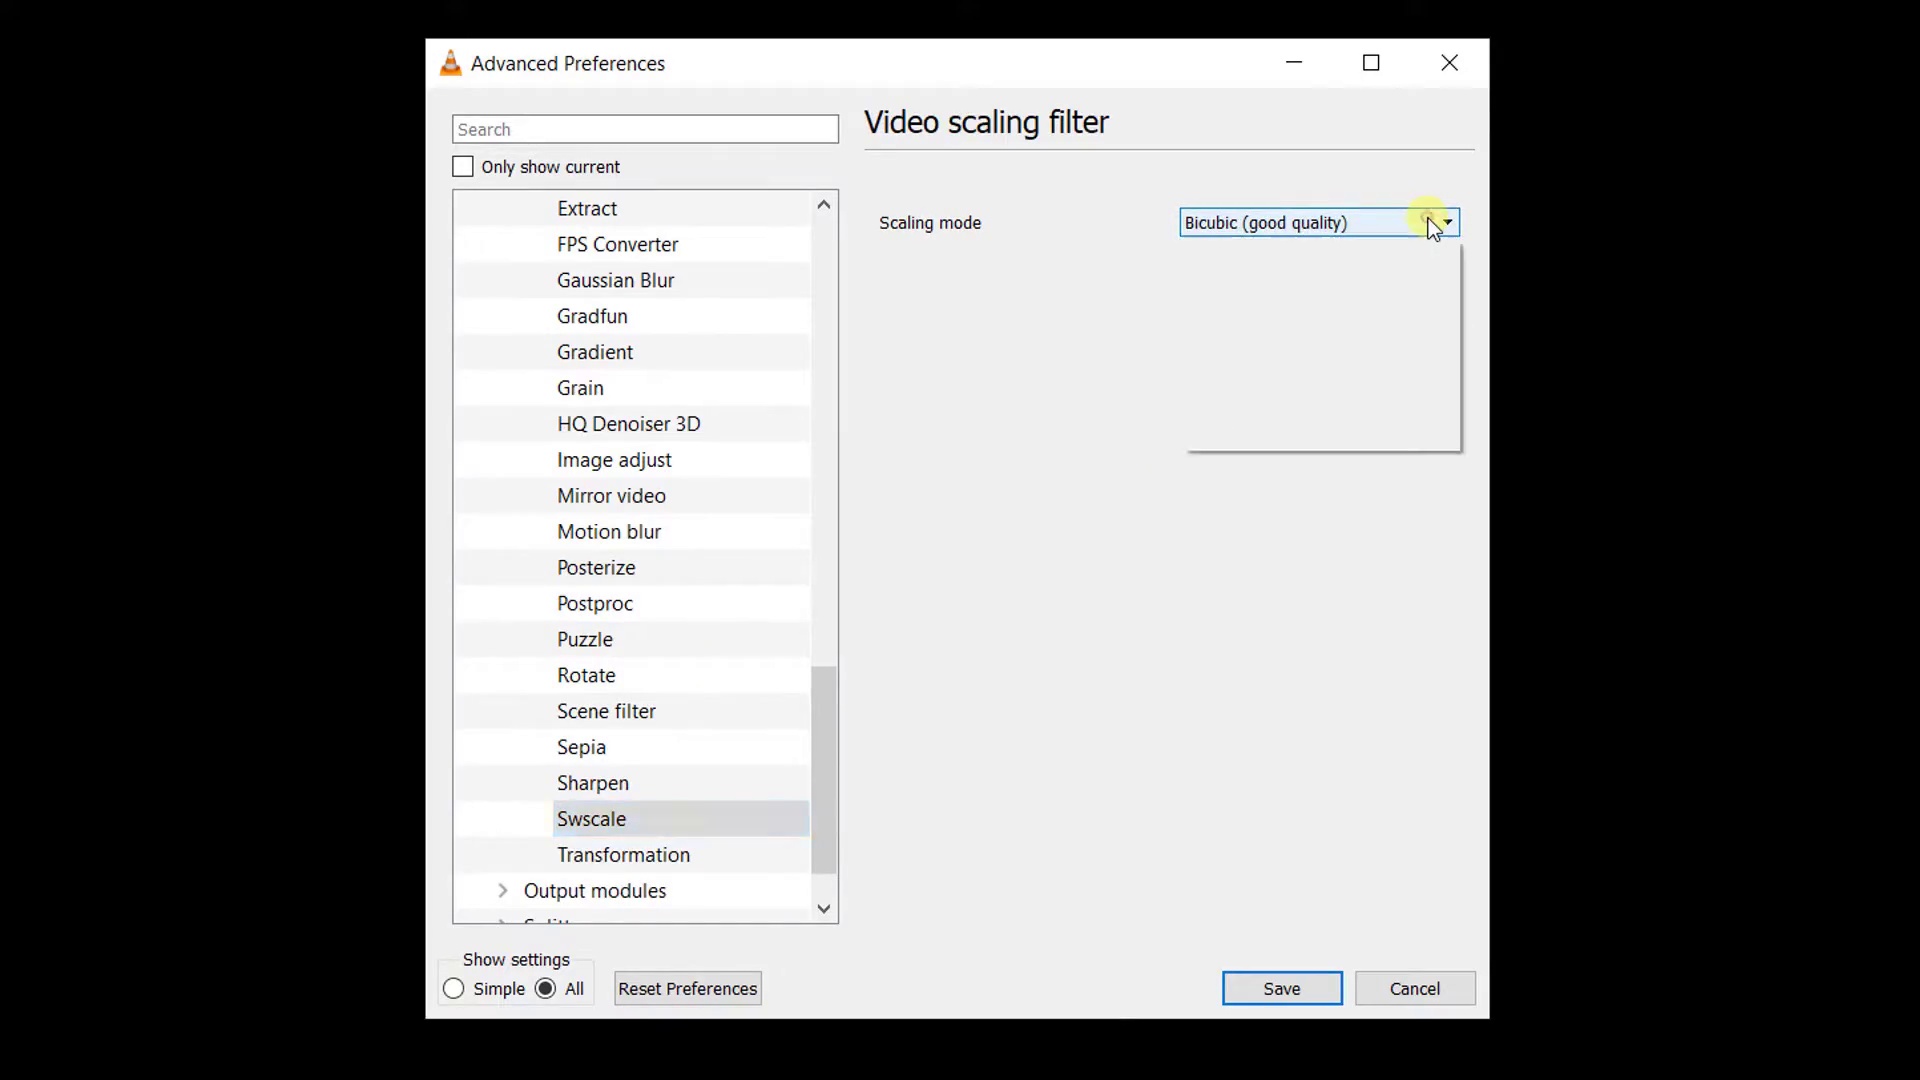 Advanced Preferences
Search
Only show current
Extract
FPS Converter
Gaussian Blur
Gradfun
Gradient
Grain
HQ Denoiser 3D
Image adjust
Mirror video
Motion blur
Posterize
Postproc
Puzzle
Rotate
Scene filter
Sepia
Sharpen
Swscale
Transformation
Output modules
Video scaling filter
Scaling mode
Bicubic (good quality)
Show settings
Simple
All
Reset Preferences
Save
Cancel